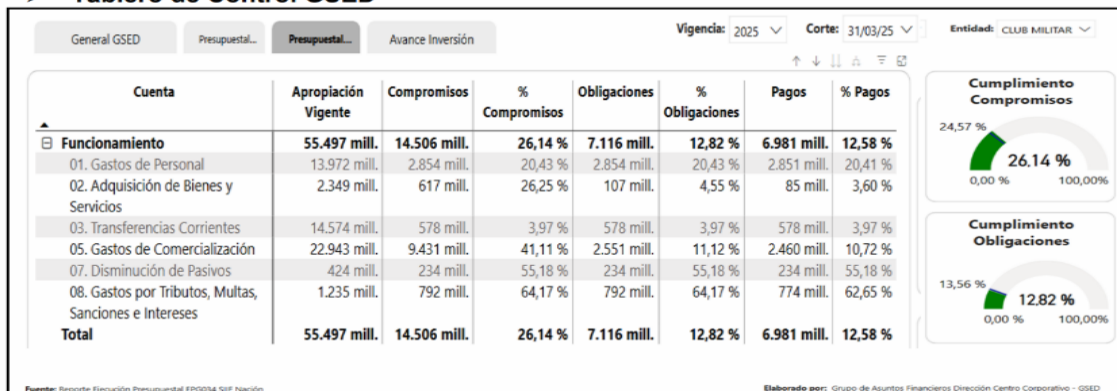 Tablero de Control GSED
General GSED Presupuestal... Presupuestal... Avance Inversión Vigencia: 2025 Corte: 31/03/25 Entidad: CLUB MILITAR
Cuenta Apropiación Vigente Compromisos % Compromisos Obligaciones % Obligaciones Pagos % Pagos
Funcionamiento 55.497 mill. 14.506 mill. 26,14 % 7.116 mill. 12,82 % 6.981 mill. 12,58 %
01. Gastos de Personal 13.972 mill. 2.854 mill. 20,43 % 2.854 mill. 20,43 % 2.851 mill. 20,41 %
02. Adquisición de Bienes y Servicios 2.349 mill. 617 mill. 26,25 % 107 mill. 4,55 % 85 mill. 3,60 %
03. Transferencias Corrientes 14.574 mill. 578 mill. 3,97 % 578 mill. 3,97 % 578 mill. 3,97 %
05. Gastos de Comercialización 22.943 mill. 9.431 mill. 41,11 % 2.551 mill. 11,12 % 2.460 mill. 10,72 %
07. Disminución de Pasivos 424 mill. 234 mill. 55,18 % 234 mill. 55,18 % 234 mill. 55,18 %
08. Gastos por Tributos, Multas, Sanciones e Intereses 1.235 mill. 792 mill. 64,17 % 792 mill. 64,17 % 774 mill. 62,65 %
Total 55.497 mill. 14.506 mill. 26,14 % 7.116 mill. 12,82 % 6.981 mill. 12,58 %
Cumplimiento
Compromisos
24,57 %
26,14 %
0,00 % 100,00%
Cumplimiento
Obligaciones
13,56 %
12,82 %
0,00 % 100,00%
Fuente: Reporte Ejecución Presupuestal EPG034 SIIF Nación
Elaborado por: Grupo de Asuntos Financieros Dirección Centro Corporativo - GSED